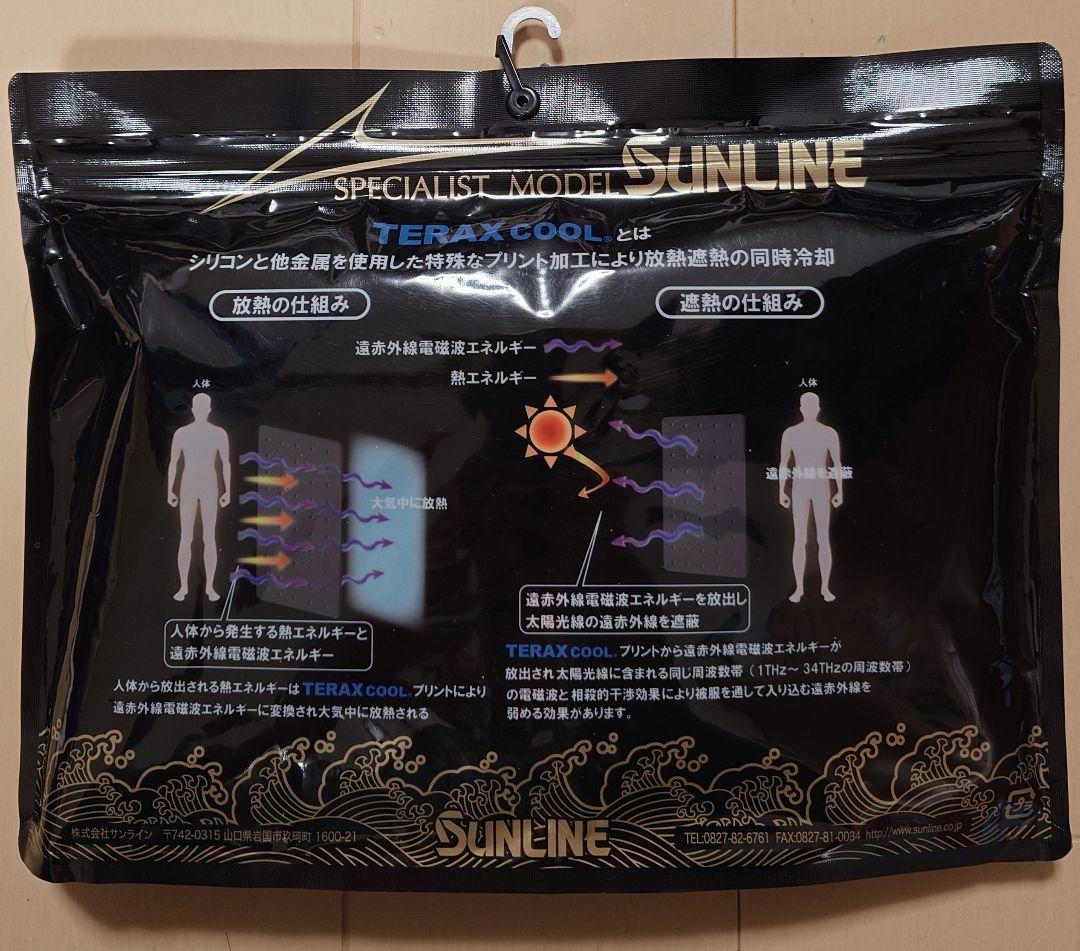 SPECIALIST MODEL SUNLINE
TERAX COOL®とは
シリコンと他金属を使用した特殊なプリント加工により放熱遮熱の同時冷却
放熱の仕組み
遮熱の仕組み
遠赤外線電磁波エネルギー
熱エネルギー
人体
人体
大気中に放熱
遠赤外線を遮蔽
人体から発生する熱エネルギーと
遠赤外線電磁波エネルギー
人体から放出される熱エネルギーはTERAX COOL®プリントにより
遠赤外線電磁波エネルギーに変換され大気中に放熱される
遠赤外線電磁波エネルギーを放出し
太陽光線の遠赤外線を遮蔽
TERAX COOL®プリントから遠赤外線電磁波エネルギーが
放出され太陽光線に含まれる同じ周波数帯（1THz～34THzの周波数帯）
の電磁波と相殺的干渉効果により被服を通して入り込む遠赤外線を
弱める効果があります。
株式会社サンライン 〒742-0315 山口県岩国市玖珂町 1600-21
SUNLINE
TEL:0827-82-6761 FAX:0827-81-0034 http://www.sunline.co.jp
プラ